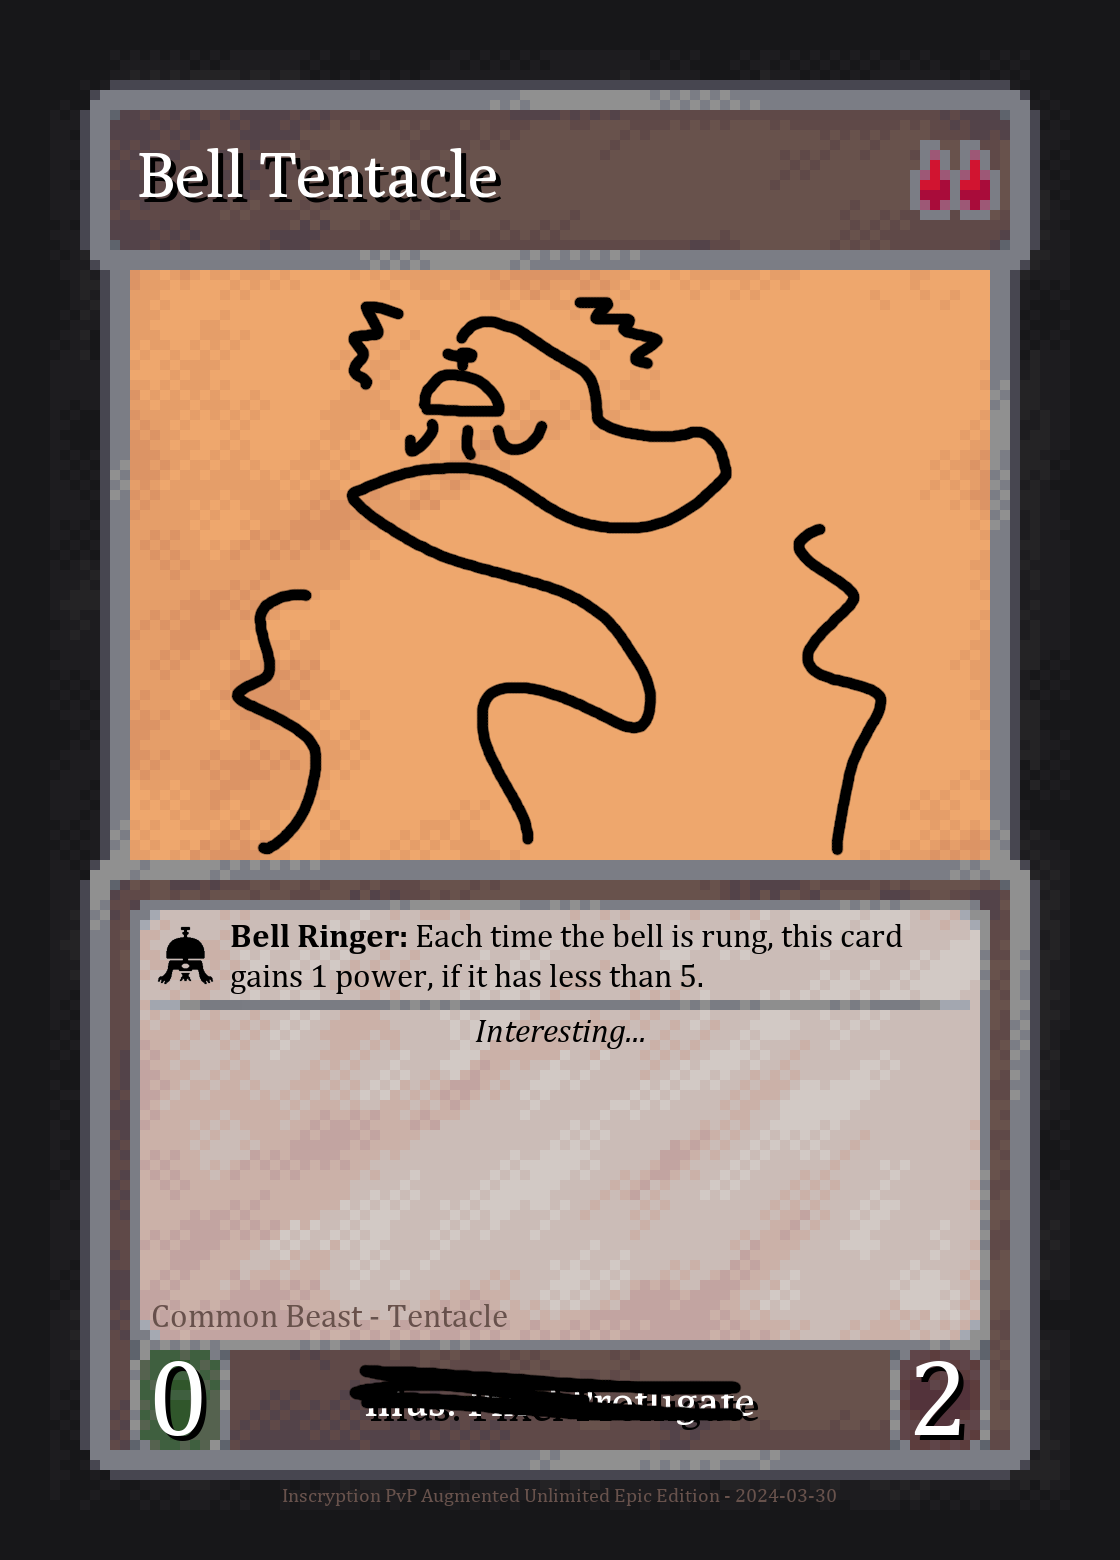 Bell Tentacle
Bell Ringer: Each time the bell is rung, this card
gains 1 power, if it has less than 5.
Interesting...
Common Beast - Tentacle
0
2
Inscryption PvP Augmented Unlimited Epic Edition - 2024-03-30